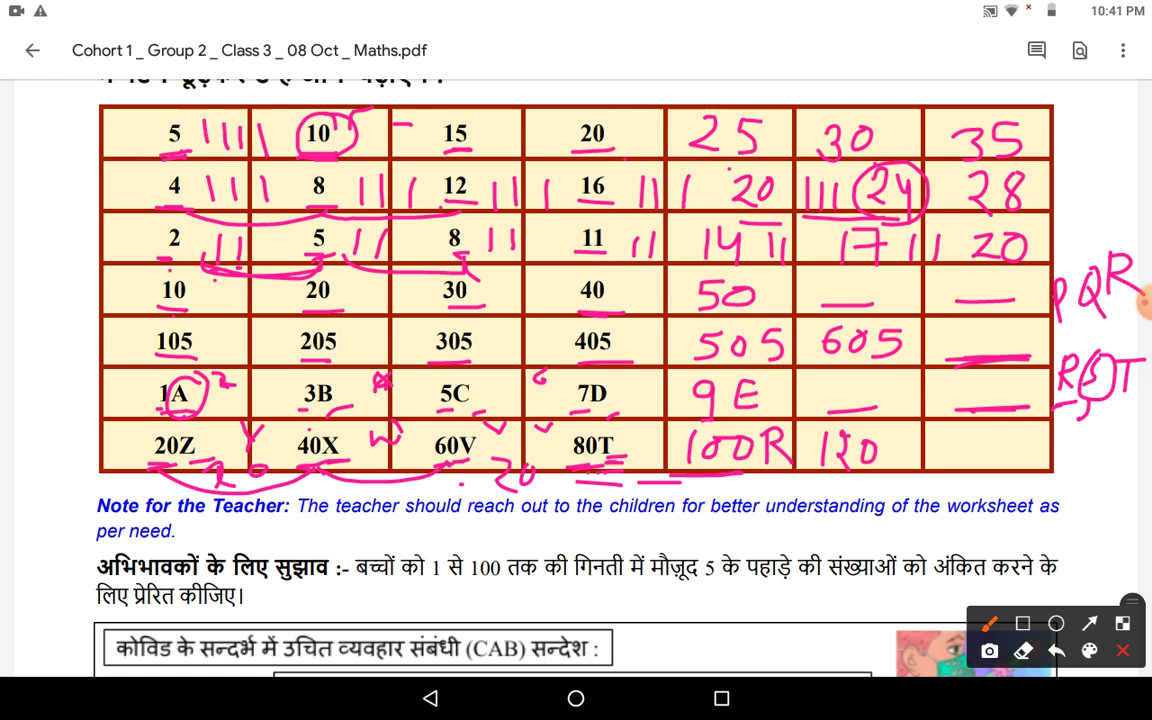 10:41 PM
Cohort 1 _ Group 2 _ Class 3 _ 08 Oct _ Maths.pdf
5 10 15 20 25 30 35
4 8 12 16 20 24 28
2 5 8 11 14 17 20
10 20 30 40 50
PQR
105 205 305 405 505 605
1A 3B 5C 7D 9E
RST
20Z Y 40X W 60V 80T 100R 120
20 20
Note for the Teacher: The teacher should reach out to the children for better understanding of the worksheet as
per need.
अभिभावकों के लिए सुझाव :- बच्चों को 1 से 100 तक की गिनती में मौज़ूद 5 के पहाड़े की संख्याओं को अंकित करने के
लिए प्रेरित कीजिए।
कोविड के सन्दर्भ में उचित व्यवहार संबंधी (CAB) सन्देश :